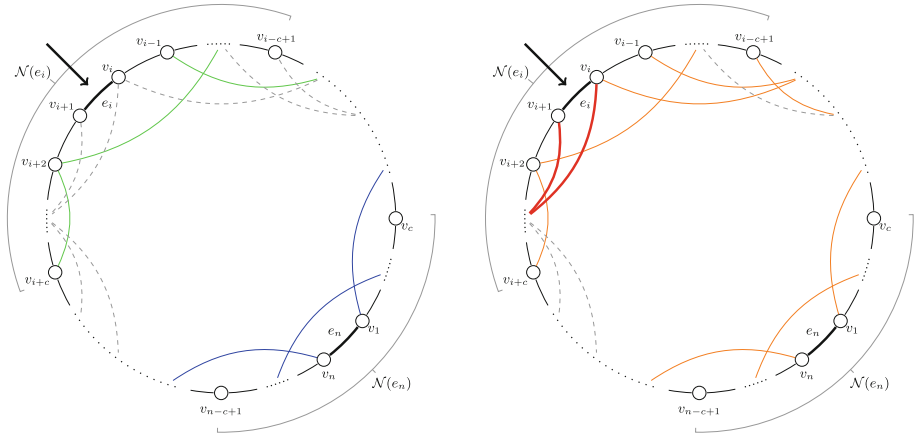 v_{i-1}
v_{i-c+1}
N(e_i)
v_i
e_i
v_{i+1}
v_{i+2}
v_{i+c}
v_c
v_1
e_n
v_n
N(e_n)
v_{n-c+1}
v_{i-1}
v_{i-c+1}
N(e_i)
v_i
e_i
v_{i+1}
v_{i+2}
v_{i+c}
v_c
v_1
e_n
v_n
N(e_n)
v_{n-c+1}